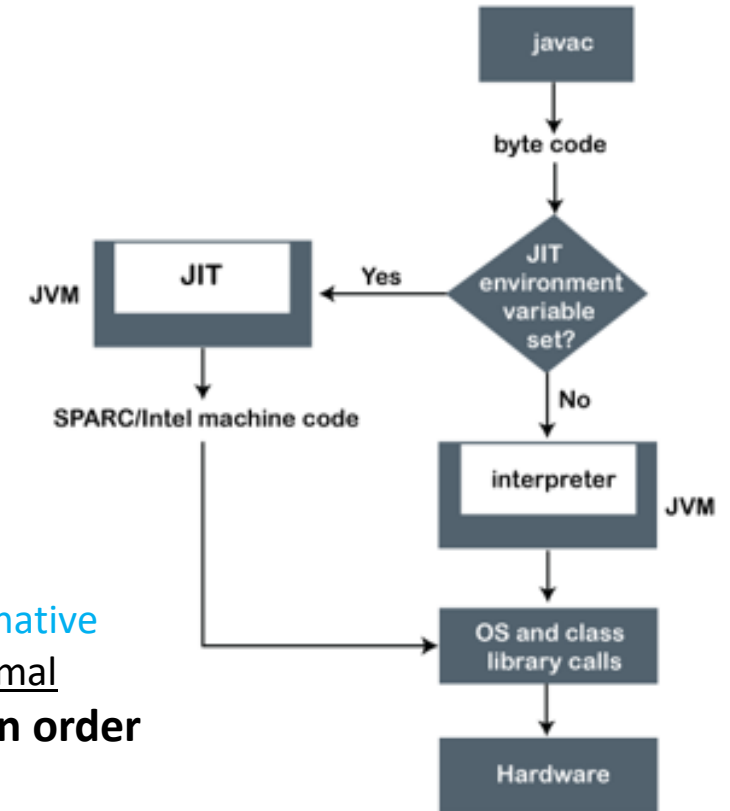 javac
byte code
JIT
environment
variable
set?
Yes
JIT
JVM
SPARC/Intel machine code
No
interpreter
JVM
native
mal
n order
OS and class
library calls
Hardware